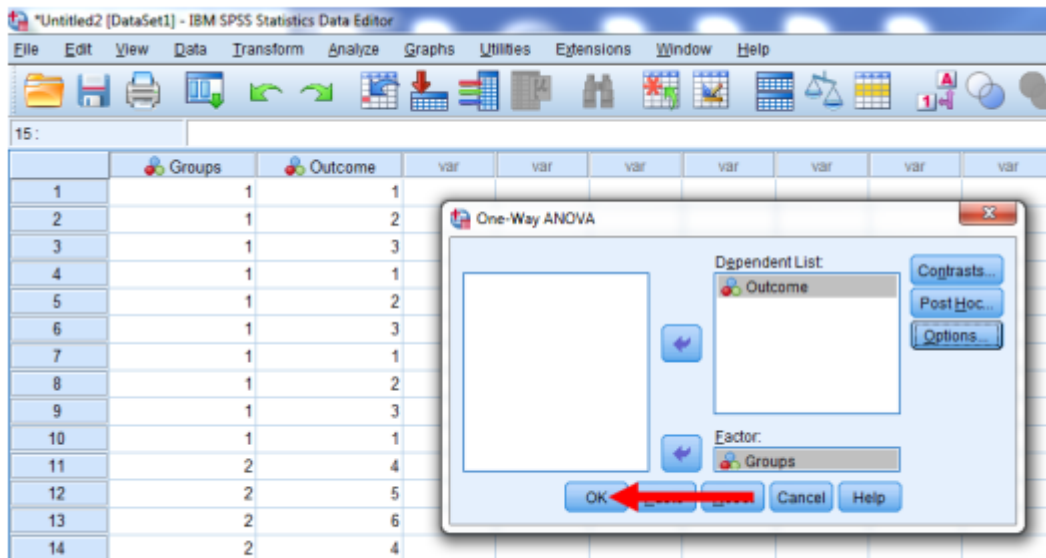 *Untitled2 [DataSet1] - IBM SPSS Statistics Data Editor
File Edit View Data Transform Analyze Graphs Utilities Extensions Window Help
A
1
15 :
Groups Outcome var var var var var var var
1 1 1
2 1 2
3 1 3
4 1 1
5 1 2
6 1 3
7 1 1
8 1 2
9 1 3
10 1 1
11 2 4
12 2 5
13 2 6
14 2 4
One-Way ANOVA
Dependent List:
Outcome
Contrasts...
Post Hoc...
Options...
Factor:
Groups
OK Cancel Help